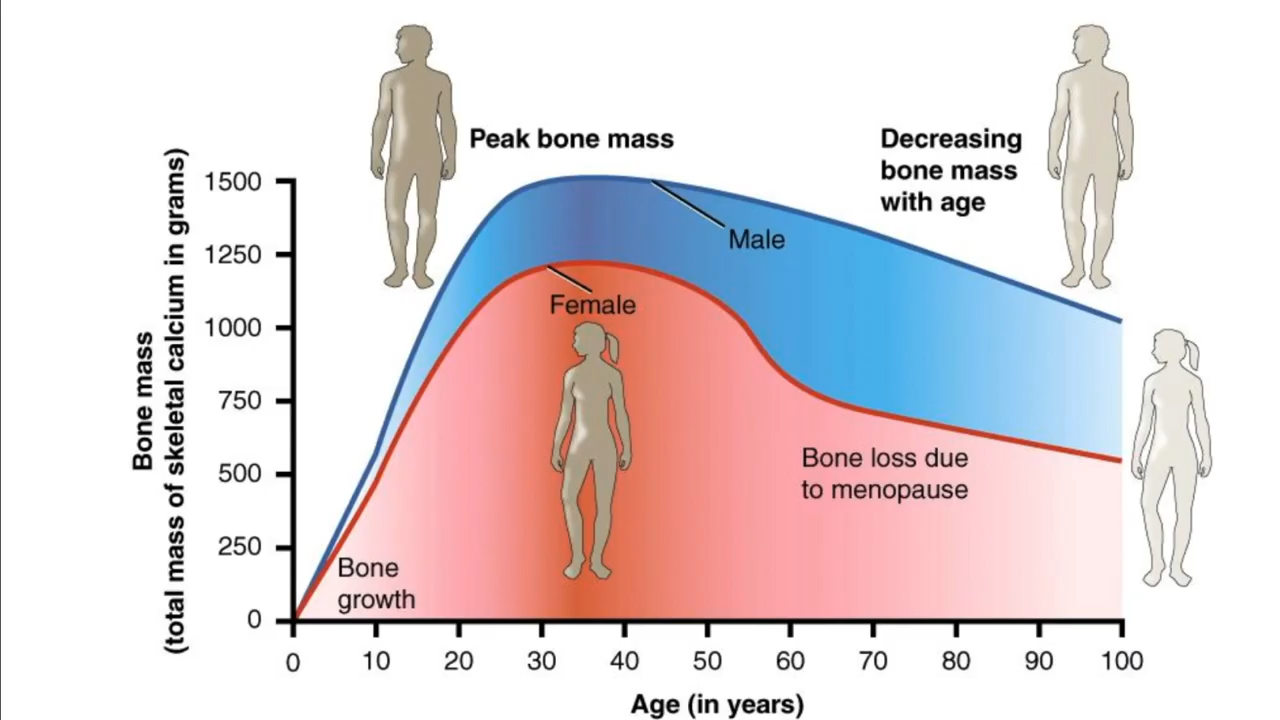 Peak bone mass
Decreasing
bone mass
with age
Bone mass
(total mass of skeletal calcium in grams)
1500
1250
1000
750
500
250
0
Male
Female
Bone loss due
to menopause
Bone
growth
0 10 20 30 40 50 60 70 80 90 100
Age (in years)